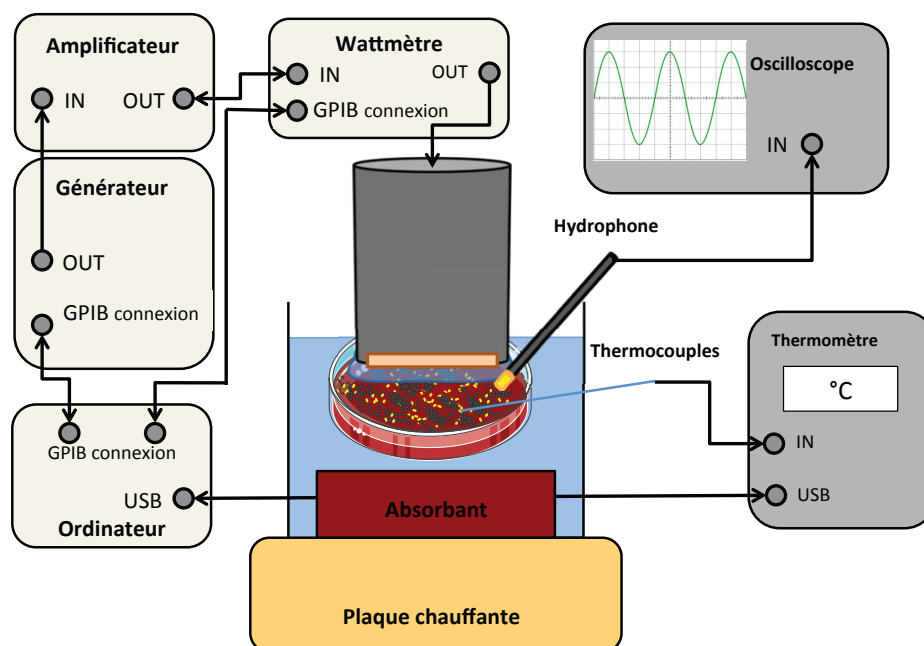 Amplificateur
IN
OUT
Wattmètre
IN
OUT
GPIB connexion
Oscilloscope
IN
Générateur
OUT
GPIB connexion
Hydrophone
Thermocouples
Thermomètre
°C
IN
USB
GPIB connexion
USB
Ordinateur
Absorbant
Plaque chauffante